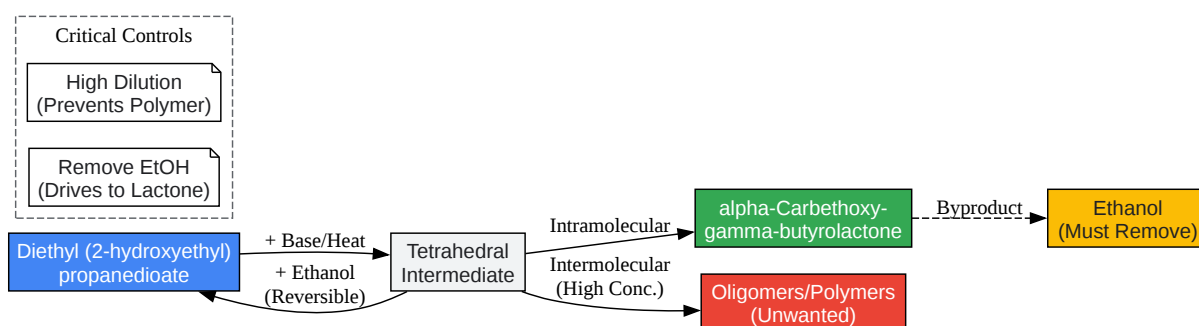 Critical Controls
High Dilution
(Prevents Polymer)
Remove EtOH
(Drives to Lactone)
Diethyl (2-hydroxyethyl)
propanedioate
+ Base/Heat
+ Ethanol
(Reversible)
Tetrahedral
Intermediate
Intramolecular
Intermolecular
(High Conc.)
alpha-Carbethoxy-
gamma-butyrolactone
Byproduct
Ethanol
(Must Remove)
Oligomers/Polymers
(Unwanted)